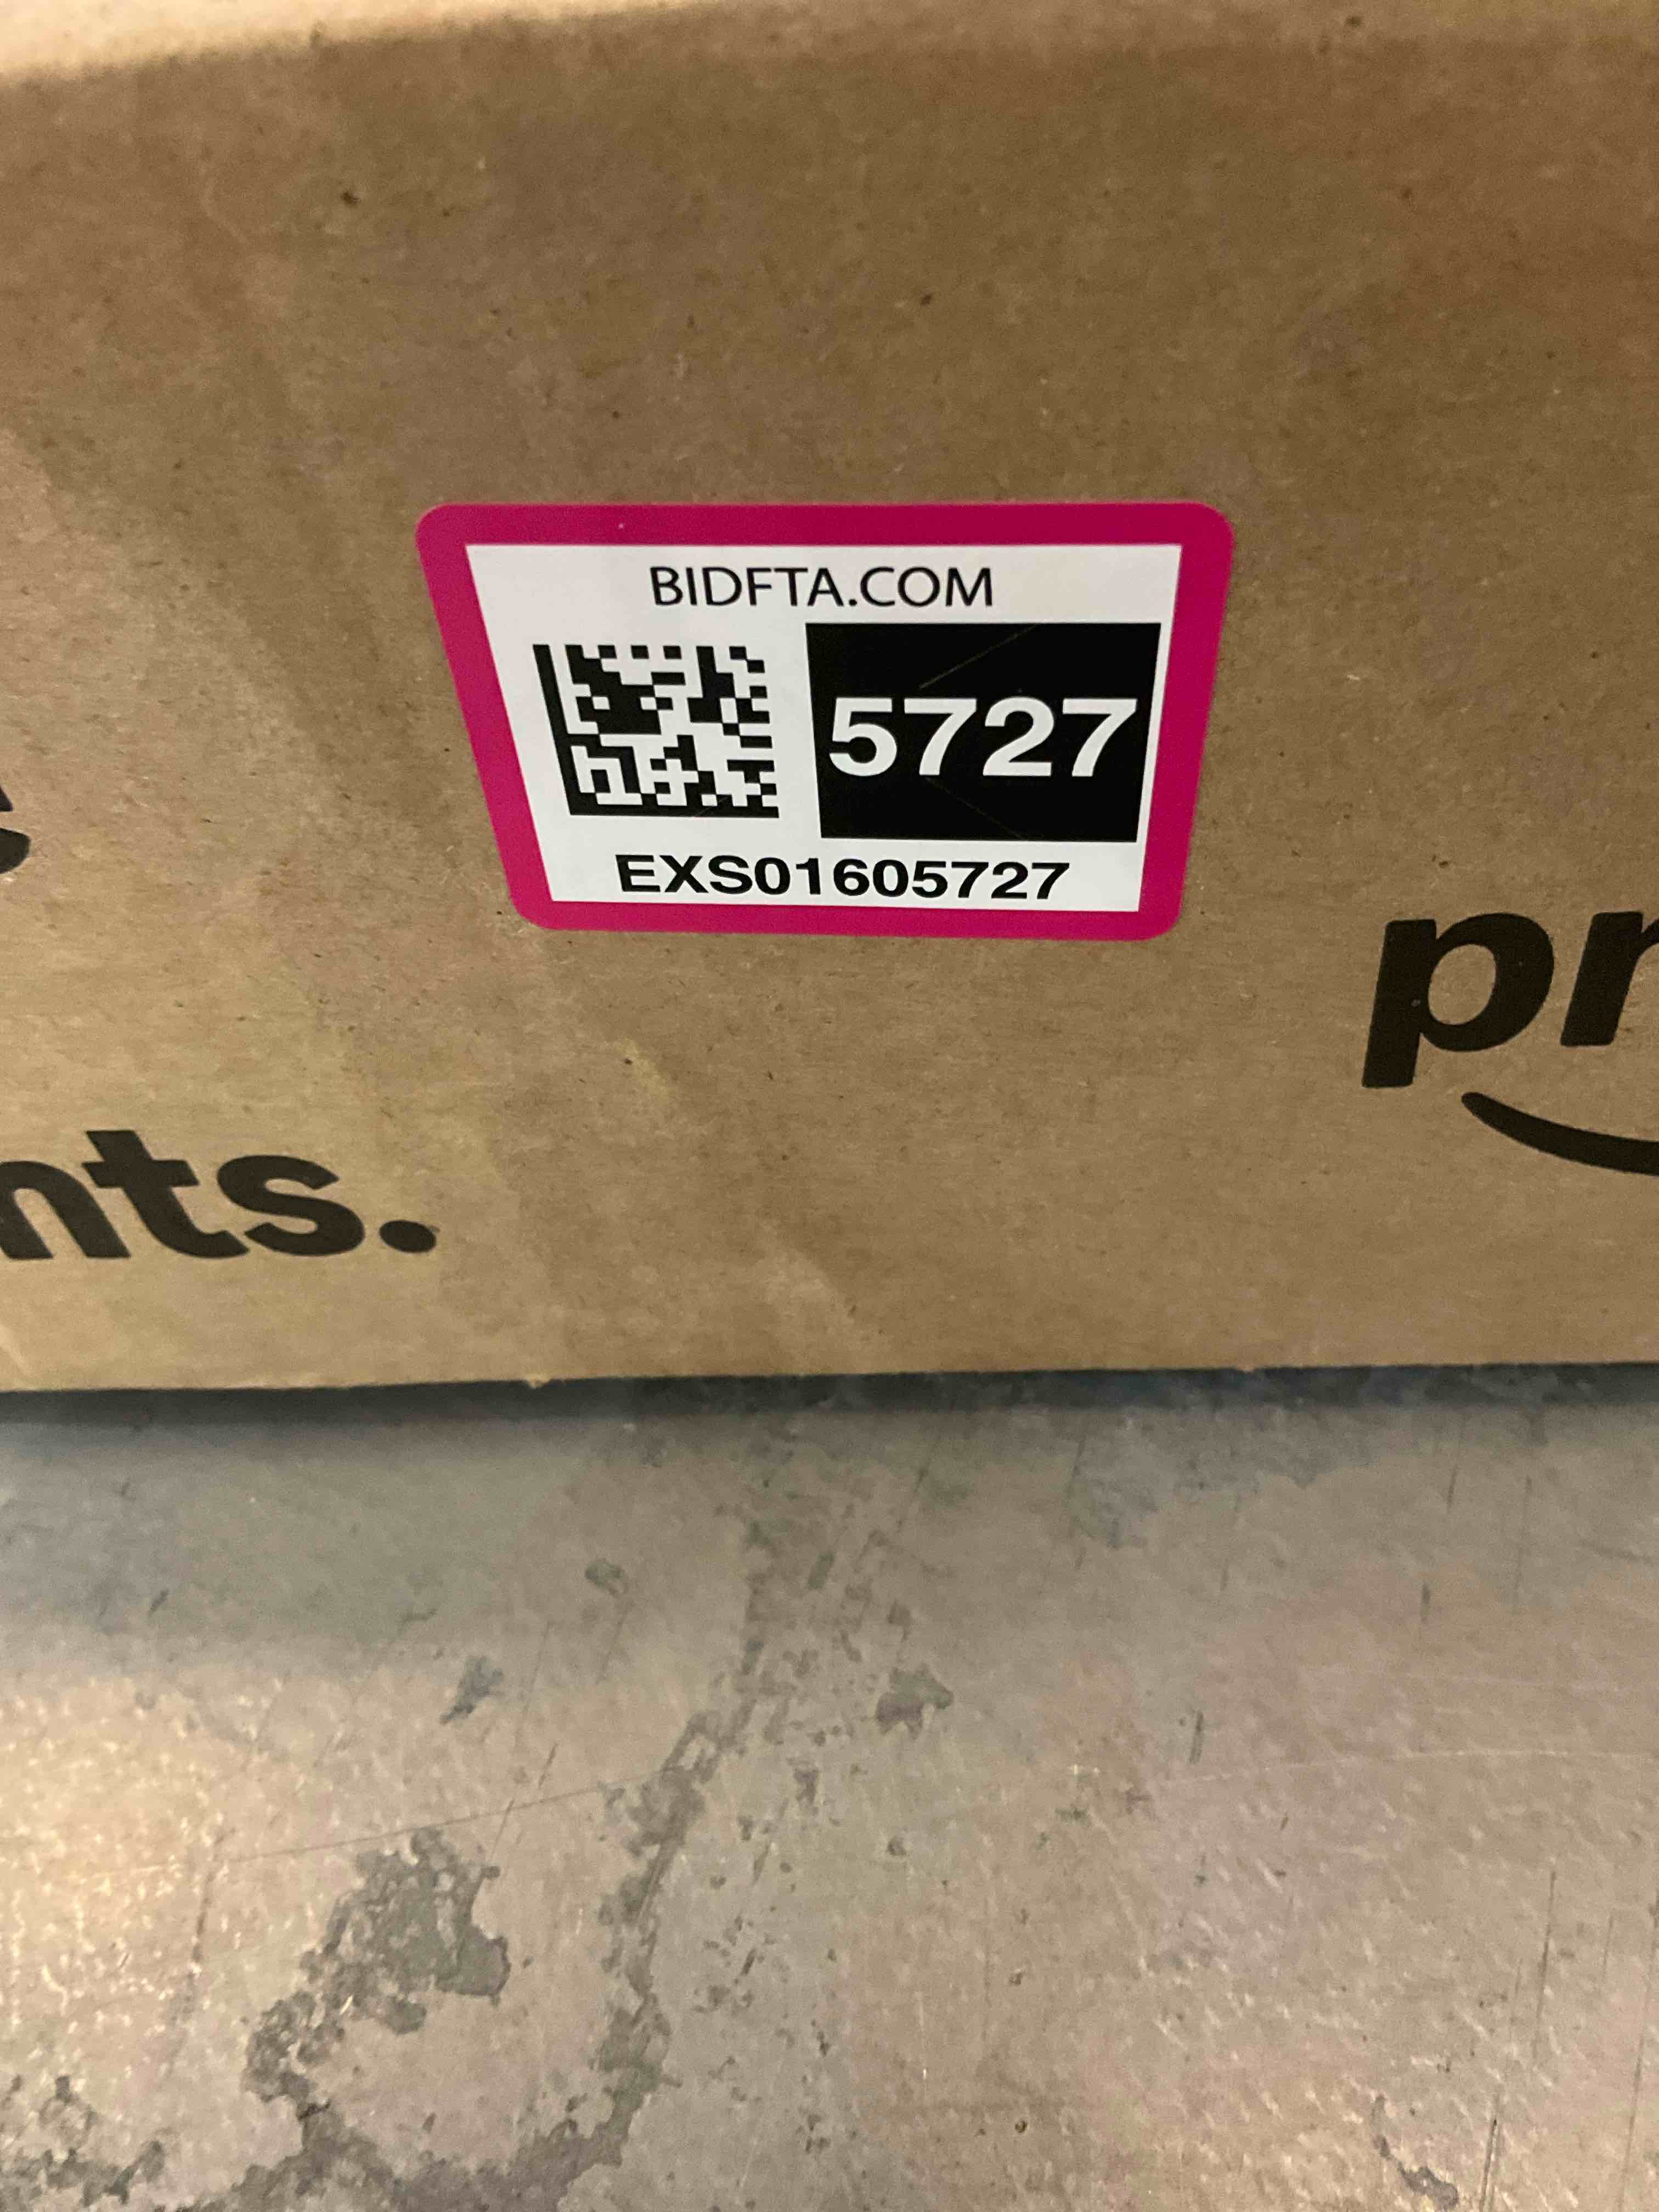 BIDFTA.COM
5727
EXS01605727
nts.
pr